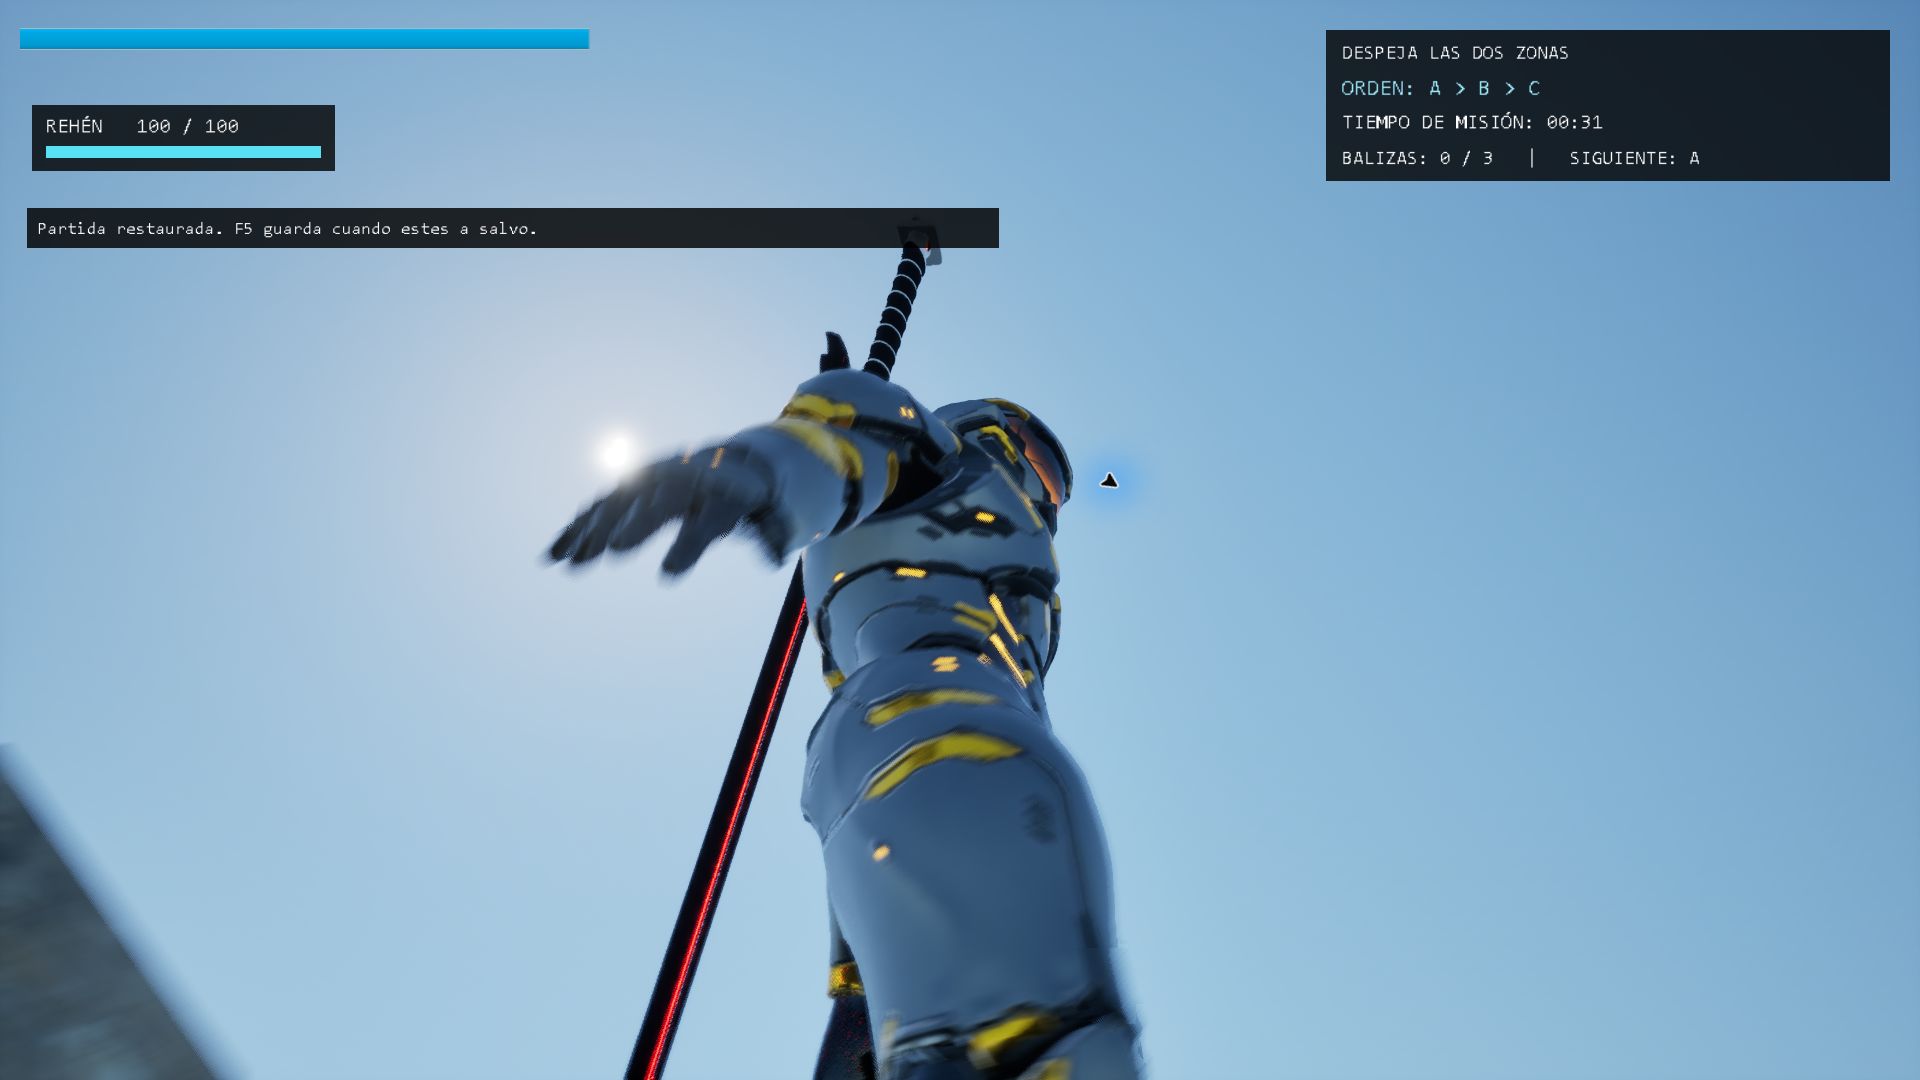 DESPEJA LAS DOS ZONAS
ORDEN: A > B > C
REHÉN 100 / 100
TIEMPO DE MISIÓN: 00:31
BALIZAS: 0 / 3 | SIGUIENTE: A
Partida restaurada. F5 guarda cuando estes a salvo.